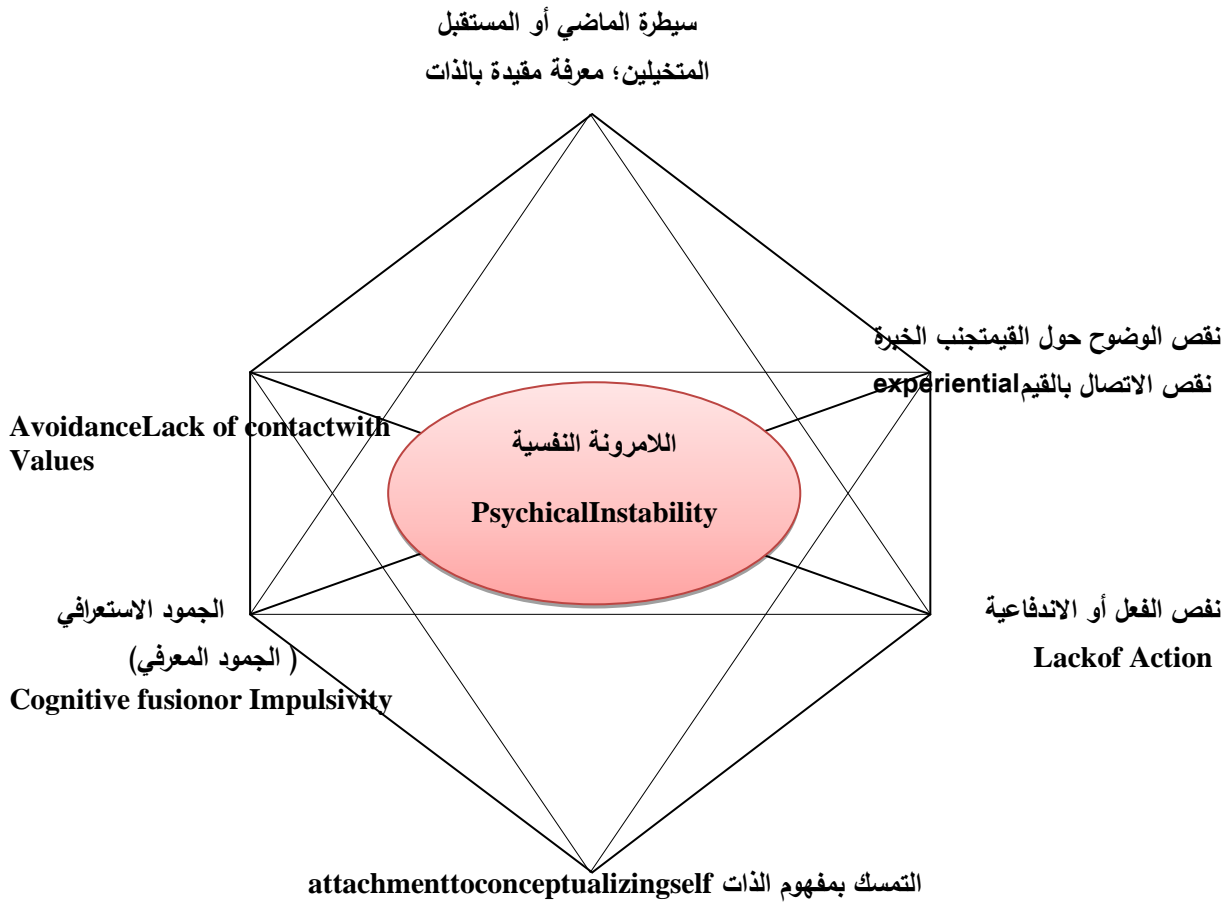 سيطرة الماضي أو المستقبل
المتخيلين؛ معرفة مقيدة بالذات
نقص الوضوح حول القيمتجنب الخبرة
نقص الاتصال بالقيمexperiential
AvoidanceLack of contactwith
Values
اللامرونة النفسية
PsychicalInstability
الجمود الاستعرافي
( الجمود المعرفي)
Cognitive fusionor Impulsivity
نفص الفعل أو الاندفاعية
Lackof Action
التمسك بمفهوم الذات attachmenttoconceptualizingself